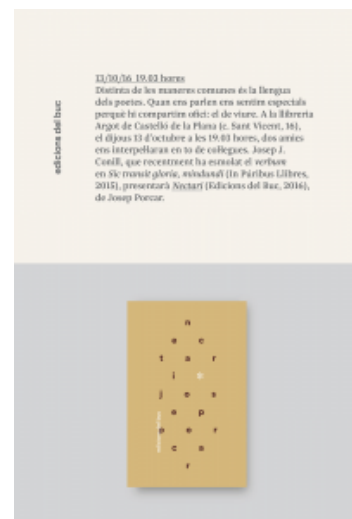 edicions del buc
13/10/16 19.03 hores
Distinta de les maneres comunes és la llengua
dels poetes. Quan ens parlen ens sentim especials
perquè hi compartim ofici: el de viure. A la llibreria
Argot de Castelló de la Plana (c. Sant Vicent, 16),
el dijous 13 d'octubre a les 19.03 hores, dos amics
ens interpel·laran en to de col·legues. Josep J.
Conill, que recentment ha esmolat el verbum
en Sic transit gloria, mindundi (In Púribus Llibres,
2015), presentarà Nectari (Edicions del Buc, 2016),
de Josep Porcar.
n
e c
t a r
i ®
j o s
e p
p o r
c a
r